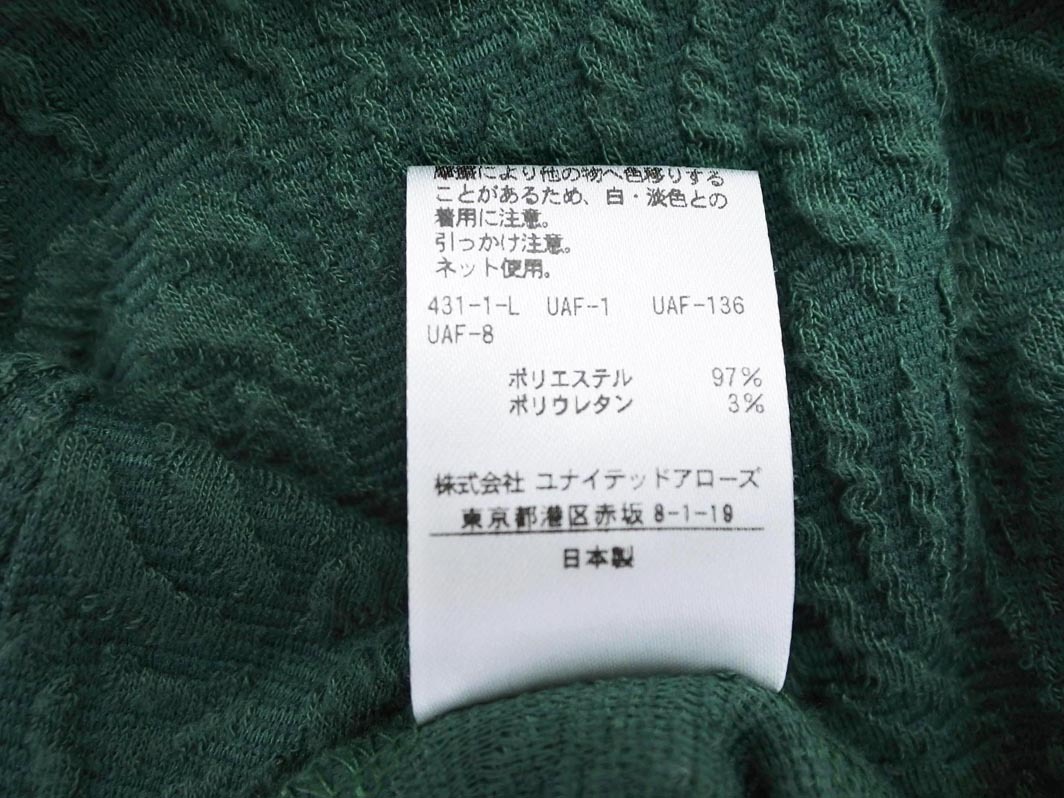 摩擦により他の物へ色移りする
ことがあるため、白・淡色との
着用に注意。
引っかけ注意。
ネット使用。
431-1-L UAF-1 UAF-136
UAF-8
ポリエステル 97%
ポリウレタン 3%
株式会社 ユナイテッドアローズ
東京都港区赤坂 8-1-19
日本製